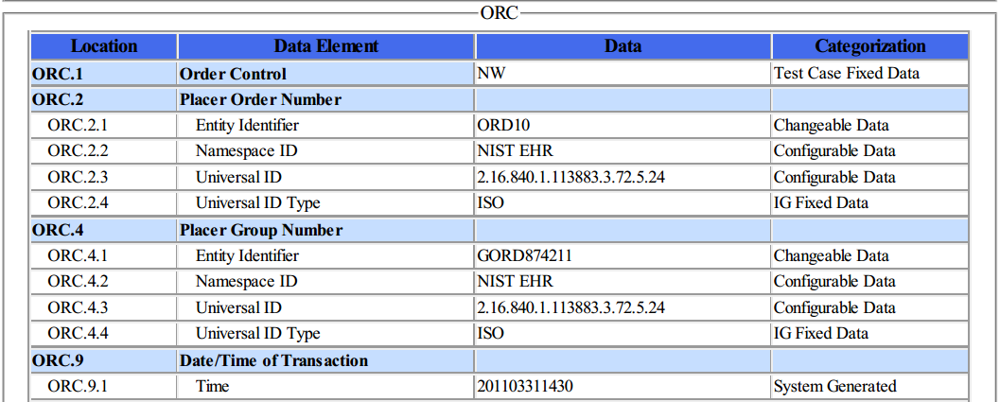 ORC
Location Data Element Data Categorization
ORC.1 Order Control NW Test Case Fixed Data
ORC.2 Placer Order Number
ORC.2.1 Entity Identifier ORD10 Changeable Data
ORC.2.2 Namespace ID NIST EHR Configurable Data
ORC.2.3 Universal ID 2.16.840.1.113883.3.72.5.24 Configurable Data
ORC.2.4 Universal ID Type ISO IG Fixed Data
ORC.4 Placer Group Number
ORC.4.1 Entity Identifier GORD874211 Changeable Data
ORC.4.2 Namespace ID NIST EHR Configurable Data
ORC.4.3 Universal ID 2.16.840.1.113883.3.72.5.24 Configurable Data
ORC.4.4 Universal ID Type ISO IG Fixed Data
ORC.9 Date/Time of Transaction
ORC.9.1 Time 201103311430 System Generated